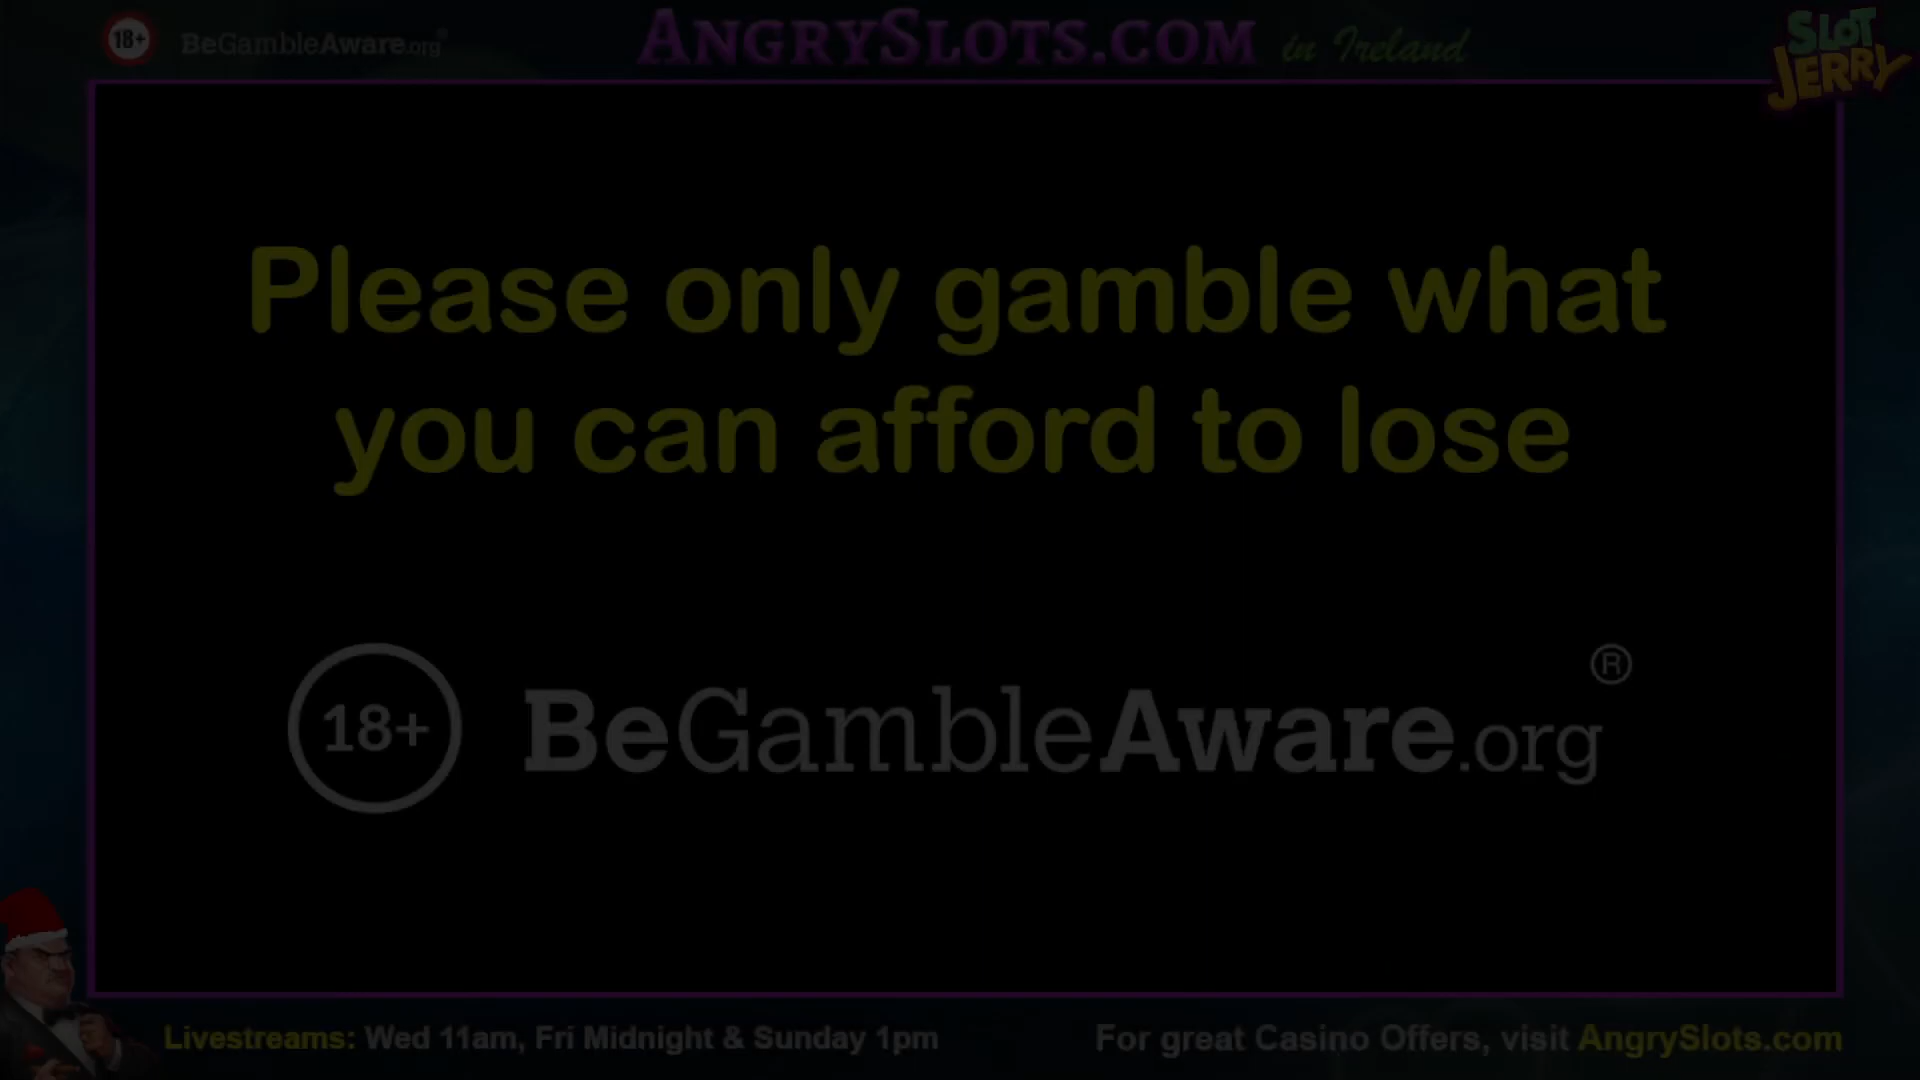 18+ BeGambleAware.org® AngrySlots.com in Ireland
SLOT
JERRY
Please only gamble what
you can afford to lose
18+ BeGambleAware.org®
Livestreams: Wed 11am, Fri Midnight & Sunday 1pm For great Casino Offers, visit AngrySlots.com